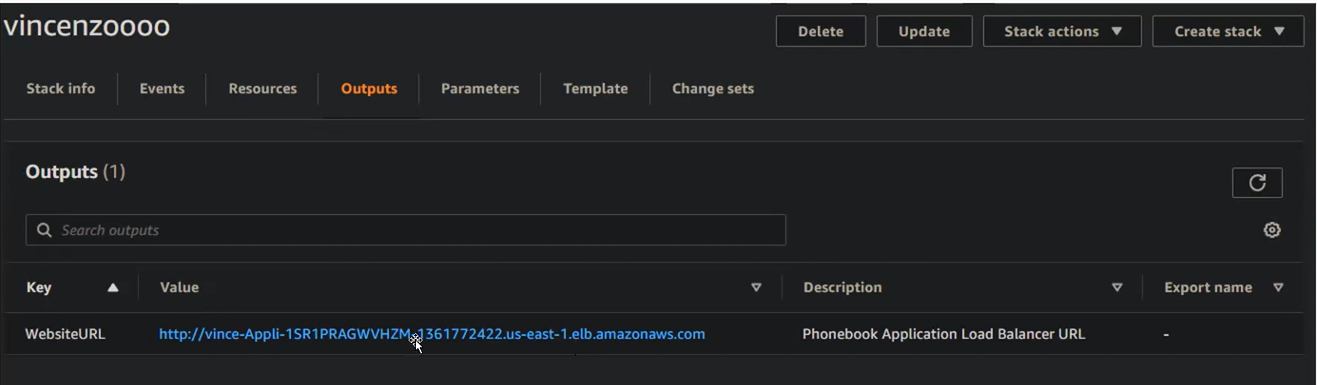 vincenzoooo
Delete Update Stack actions Create stack
Stack info Events Resources Outputs Parameters Template Change sets
Outputs (1)
Search outputs
Key Value Description Export name
WebsiteURL http://vince-Appli-1SR1PRAGWVHZM-1361772422.us-east-1.elb.amazonaws.com Phonebook Application Load Balancer URL -